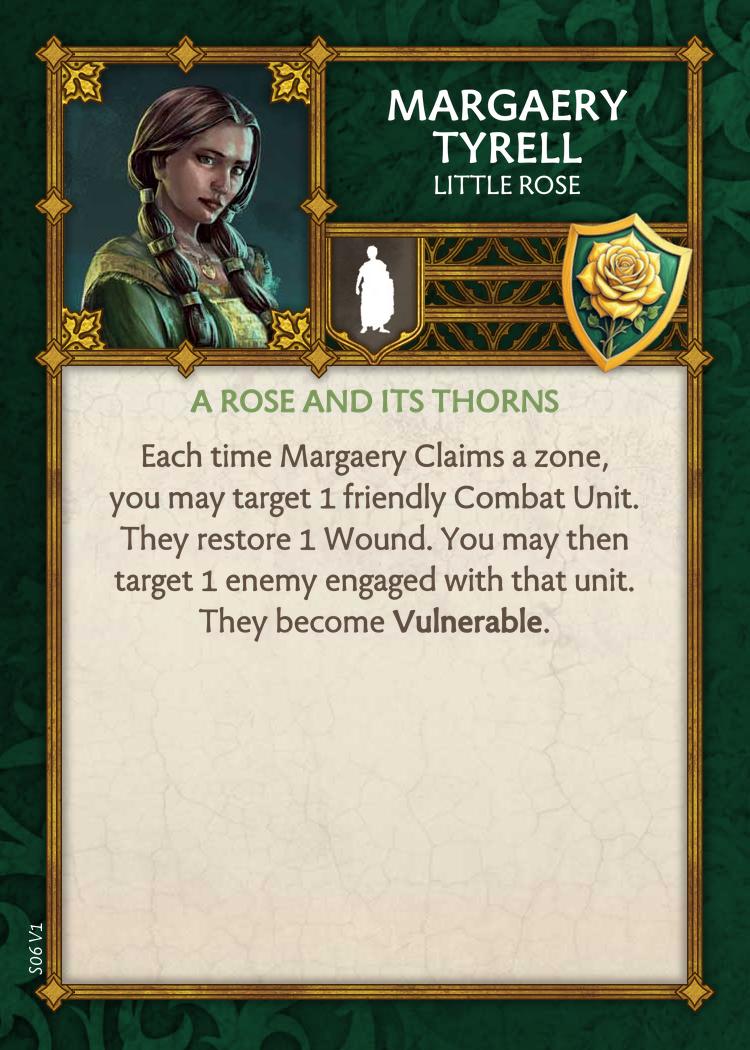 MARGAERY
TYRELL
LITTLE ROSE
A ROSE AND ITS THORNS
Each time Margaery Claims a zone,
you may target 1 friendly Combat Unit.
They restore 1 Wound. You may then
target 1 enemy engaged with that unit.
They become Vulnerable.
S06 V1